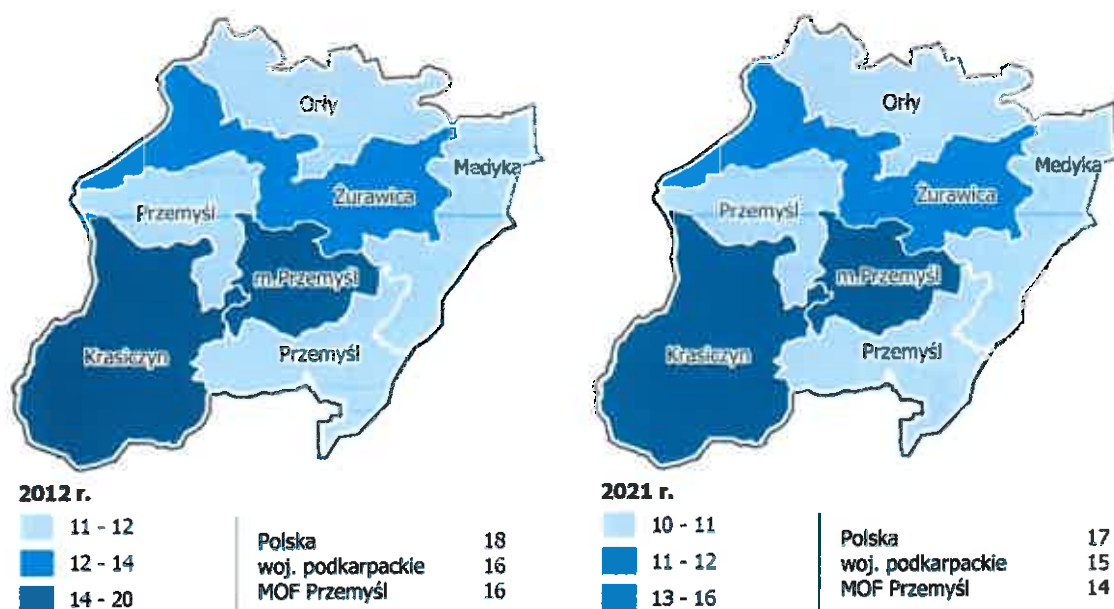 Orły
Medyka
Żurawica
Przemyśl
m.Przemyśl
Krasiczyn
Przemyśl
2012 r.
11 - 12
12 - 14
14 - 20
Polska 18
woj. podkarpackie 16
MOF Przemyśl 16
Orły
Medyka
Żurawica
Przemyśl
m.Przemyśl
Krasiczyn
Przemyśl
2021 r.
10 - 11
11 - 12
13 - 16
Polska 17
woj. podkarpackie 15
MOF Przemyśl 14